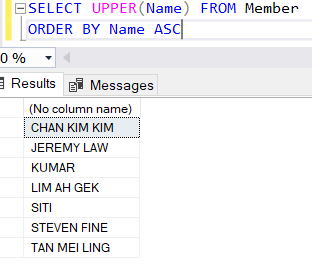 SELECT UPPER(Name) FROM Member
ORDER BY Name ASC
0 %
Results Messages
(No column name)
CHAN KIM KIM
JEREMY LAW
KUMAR
LIM AH GEK
SITI
STEVEN FINE
TAN MEI LING